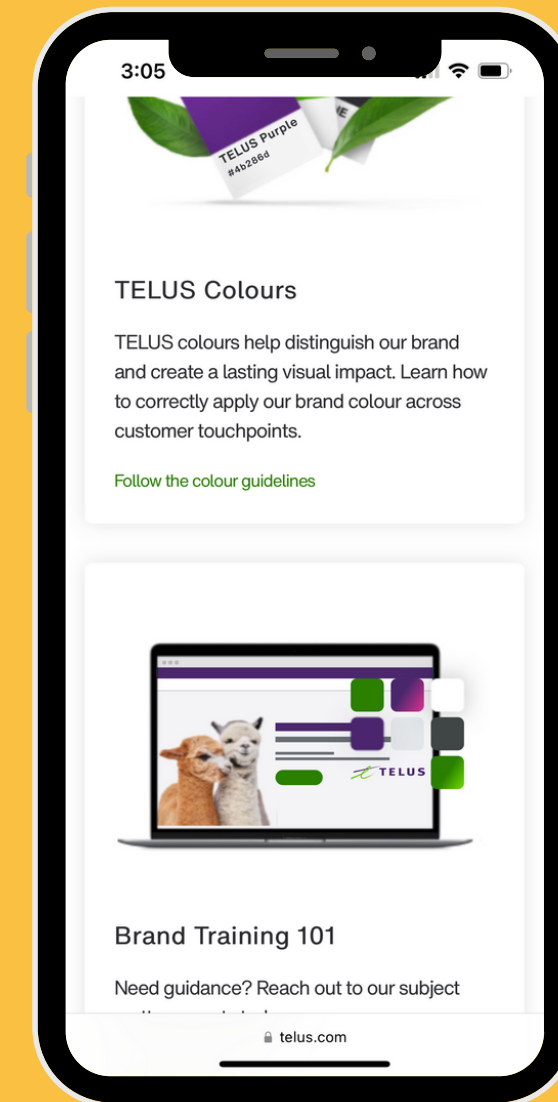 3:05
NE
TELUS Purple
#4b286d
TELUS Colours
TELUS colours help distinguish our brand
and create a lasting visual impact. Learn how
to correctly apply our brand colour across
customer touchpoints.
Follow the colour guidelines
TELUS
Brand Training 101
Need guidance? Reach out to our subject
telus.com